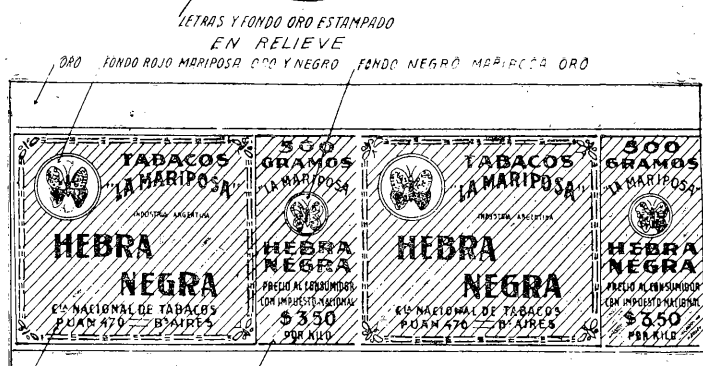 LETRAS Y FONDO ORO ESTAMPADO
EN RELIEVE
ORO FONDO ROJO MARIPOSA ORO Y NEGRO FONDO NEGRO MARIPOSA ORO
TABACOS
"LA MARIPOSA"
INDUSTRIA ARGENTINA
HEBRA
NEGRA
Cia NACIONAL DE TABACOS
PUAN 470 — Bs AIRES
500
GRAMOS
"LA MARIPOSA"
HEBRA
NEGRA
PRECIO AL CONSUMIDOR
CON IMPUESTO NACIONAL
$ 3.50
POR KILO
TABACOS
"LA MARIPOSA"
INDUSTRIA ARGENTINA
HEBRA
NEGRA
Cia NACIONAL DE TABACOS
PUAN 470 — Bs AIRES
500
GRAMOS
"LA MARIPOSA"
HEBRA
NEGRA
PRECIO AL CONSUMIDOR
CON IMPUESTO NACIONAL
$ 3.50
POR KILO